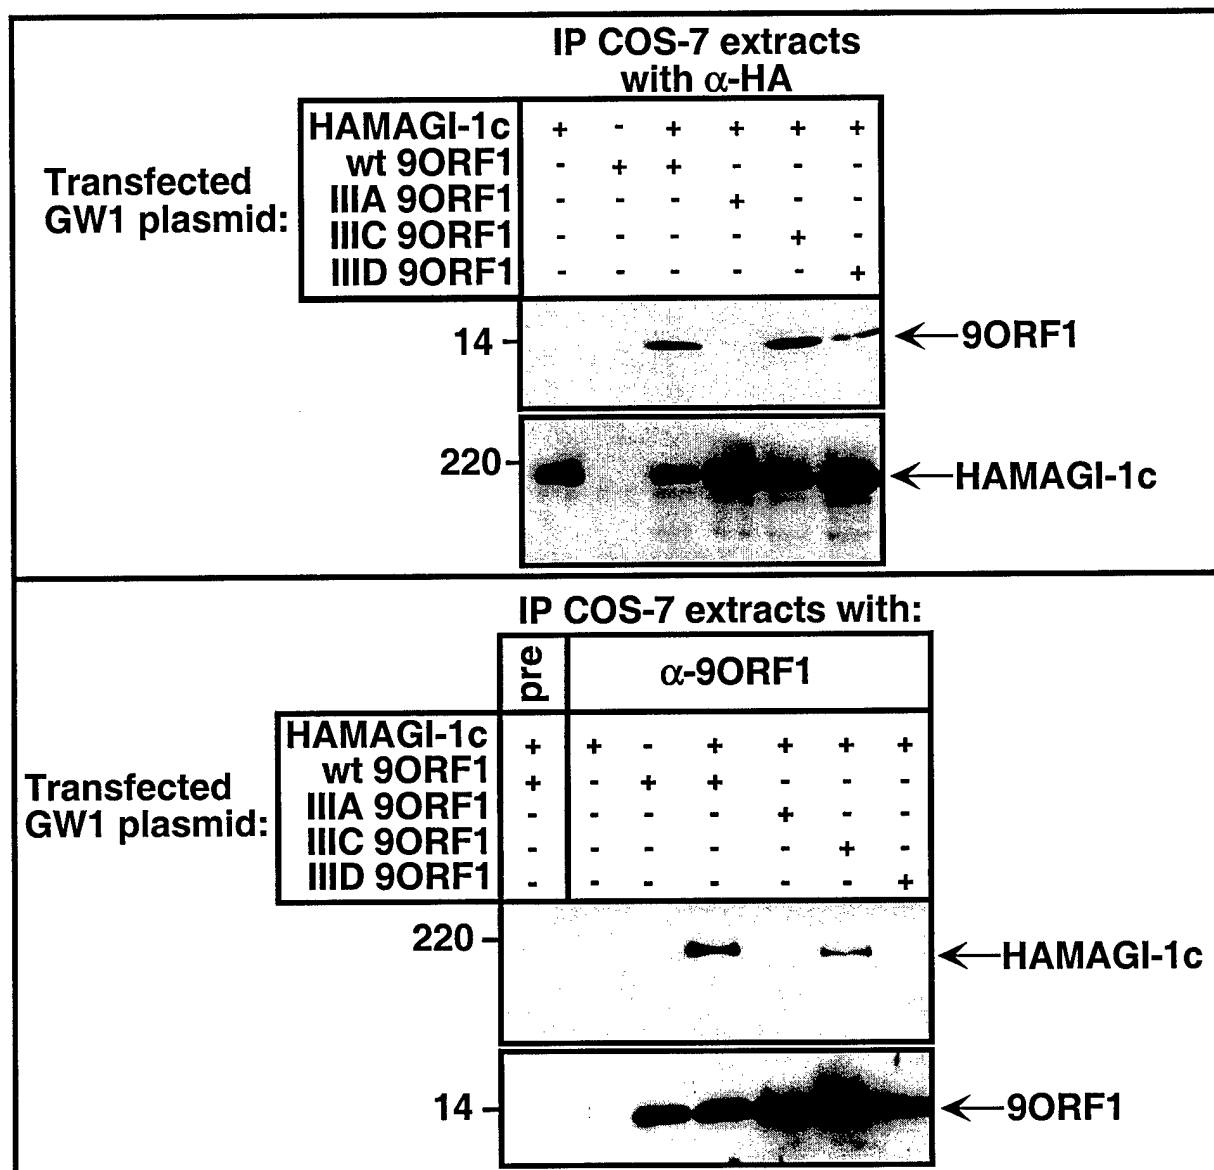 IP COS-7 extracts
with α-HA
Transfected
GW1 plasmid:
HAMAGI-1c + - + + + +
wt 9ORF1 - + + - - -
IIIA 9ORF1 - - - + - -
IIIC 9ORF1 - - - - + -
IIID 9ORF1 - - - - - +
14
9ORF1
220
HAMAGI-1c
IP COS-7 extracts with:
pre
α-9ORF1
Transfected
GW1 plasmid:
HAMAGI-1c + + - + + + +
wt 9ORF1 + - + + - - -
IIIA 9ORF1 - - - - + - -
IIIC 9ORF1 - - - - - + -
IIID 9ORF1 - - - - - - +
220
HAMAGI-1c
14
9ORF1